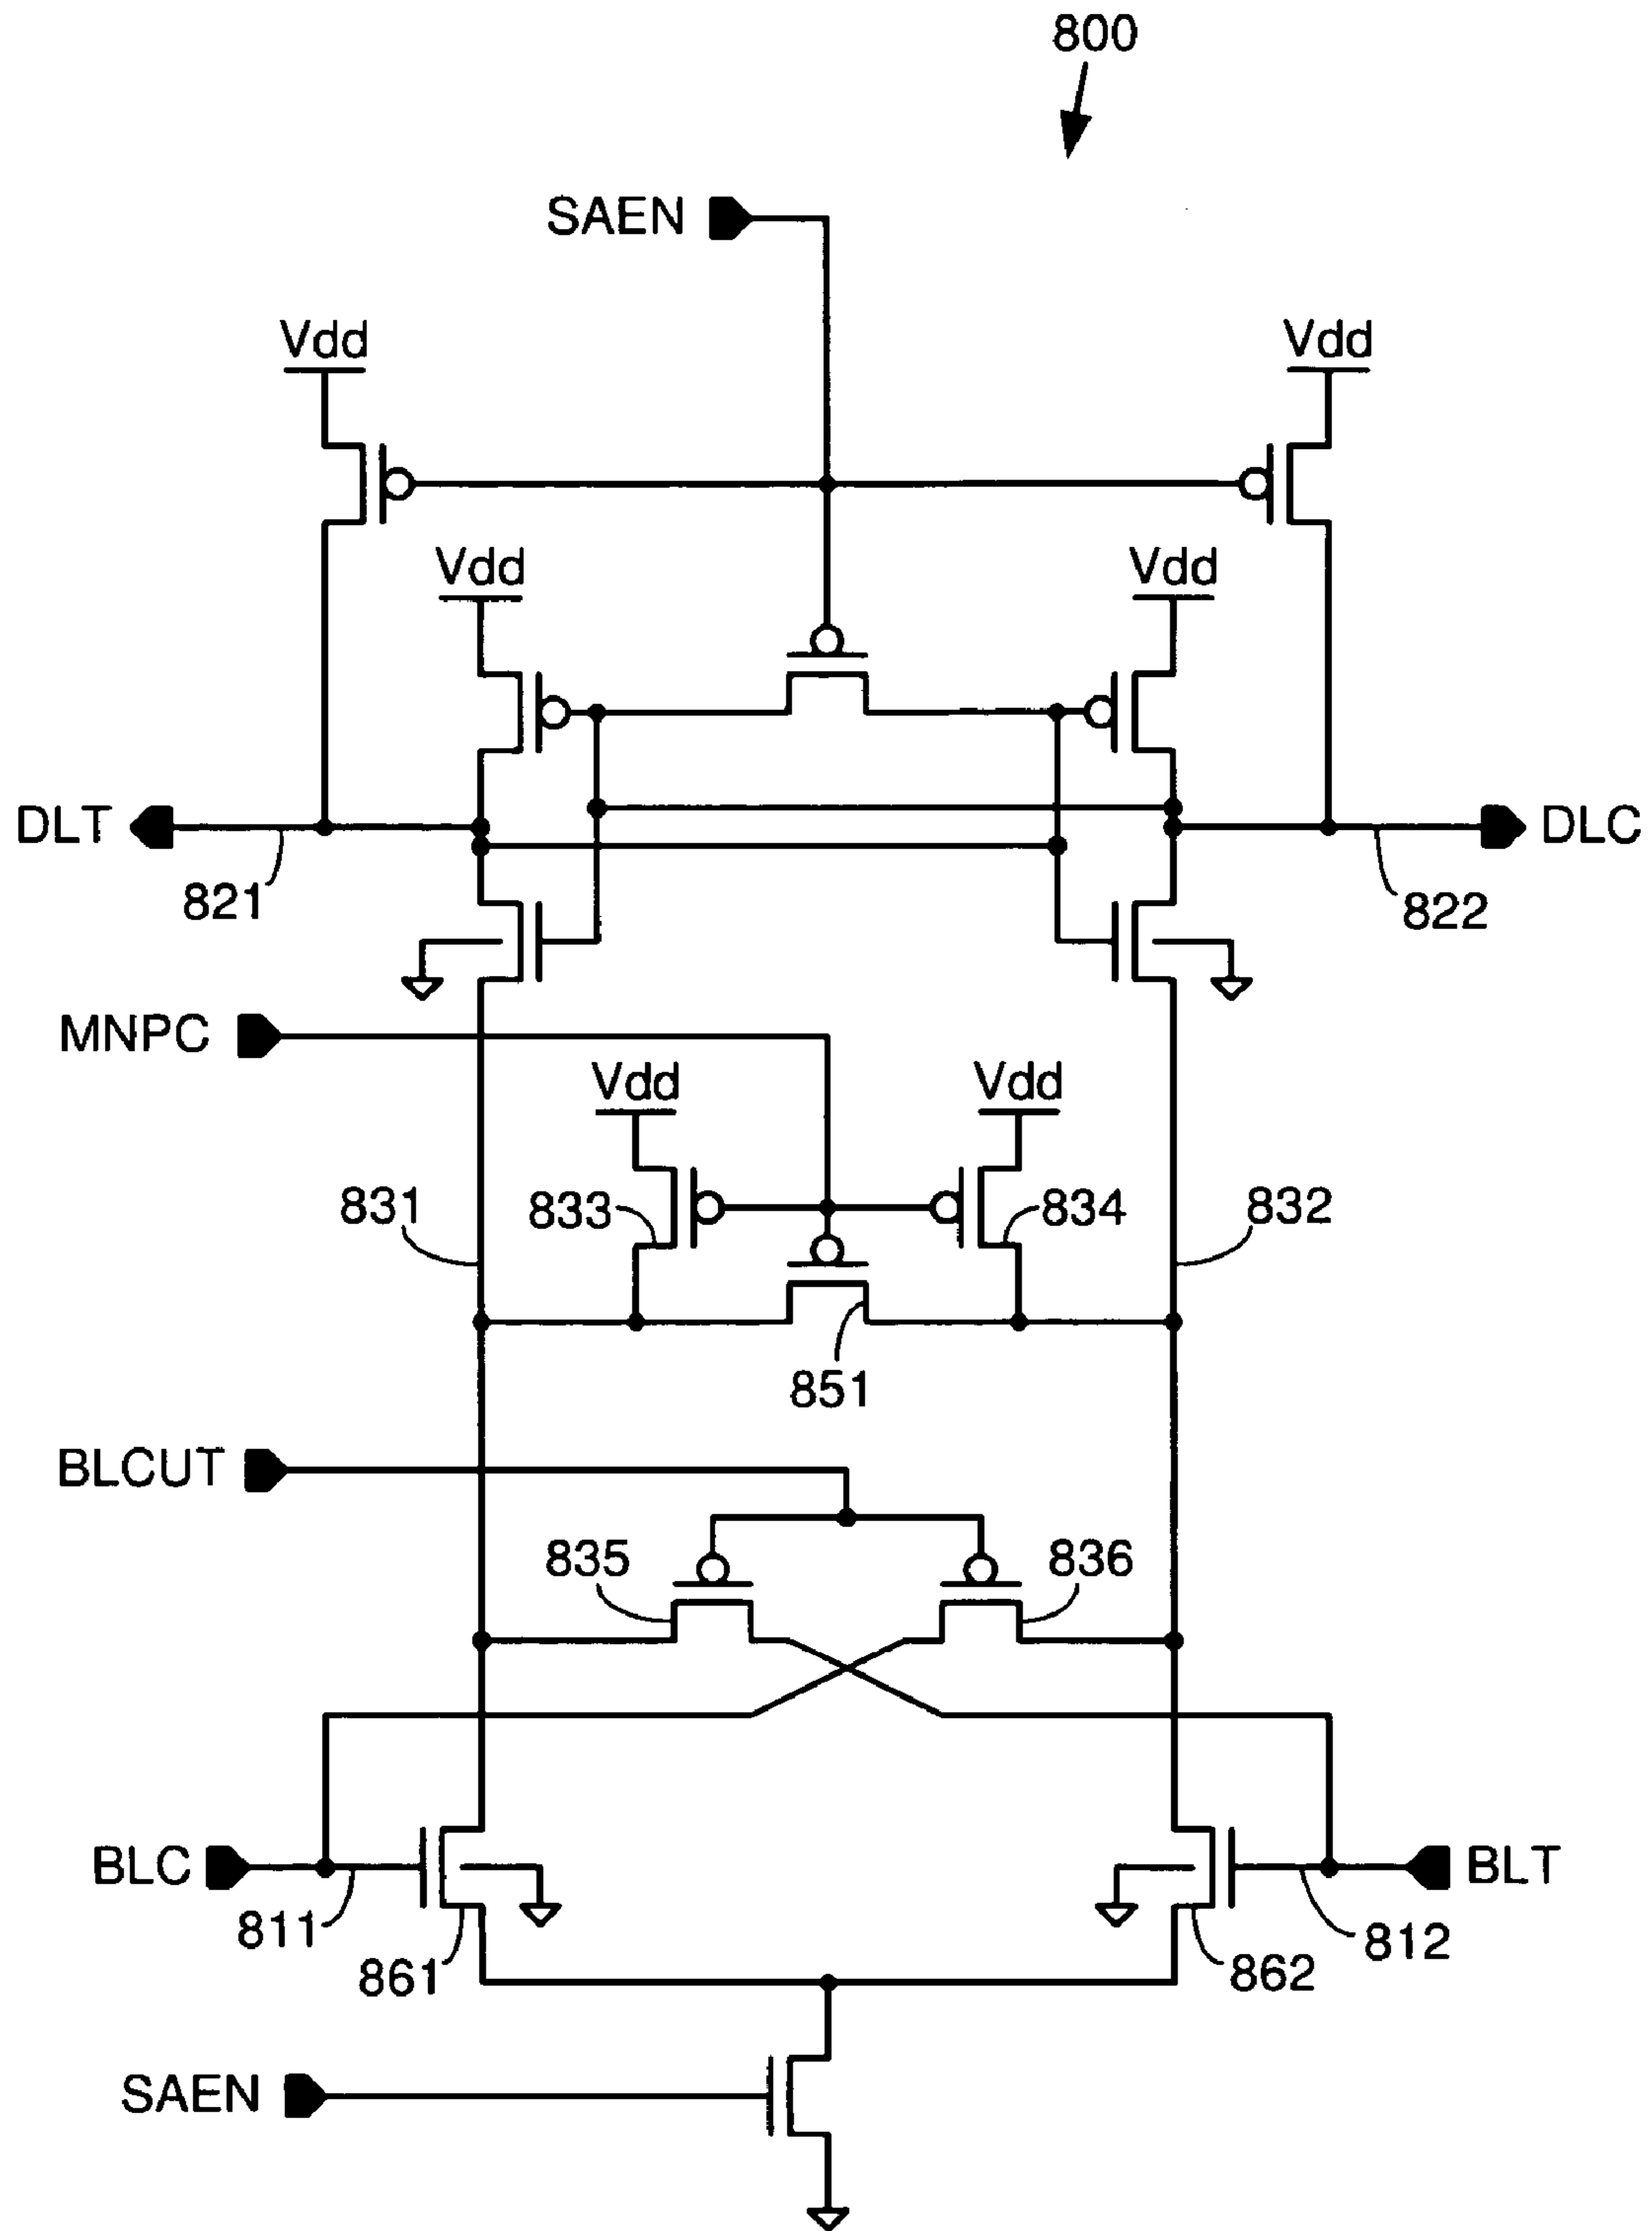 800
SAEN
Vdd
Vdd
Vdd
Vdd
DLT
DLC
821
822
MNPC
Vdd
Vdd
831
833
834
832
851
BLCUT
835
836
BLC
BLT
811
812
861
862
SAEN